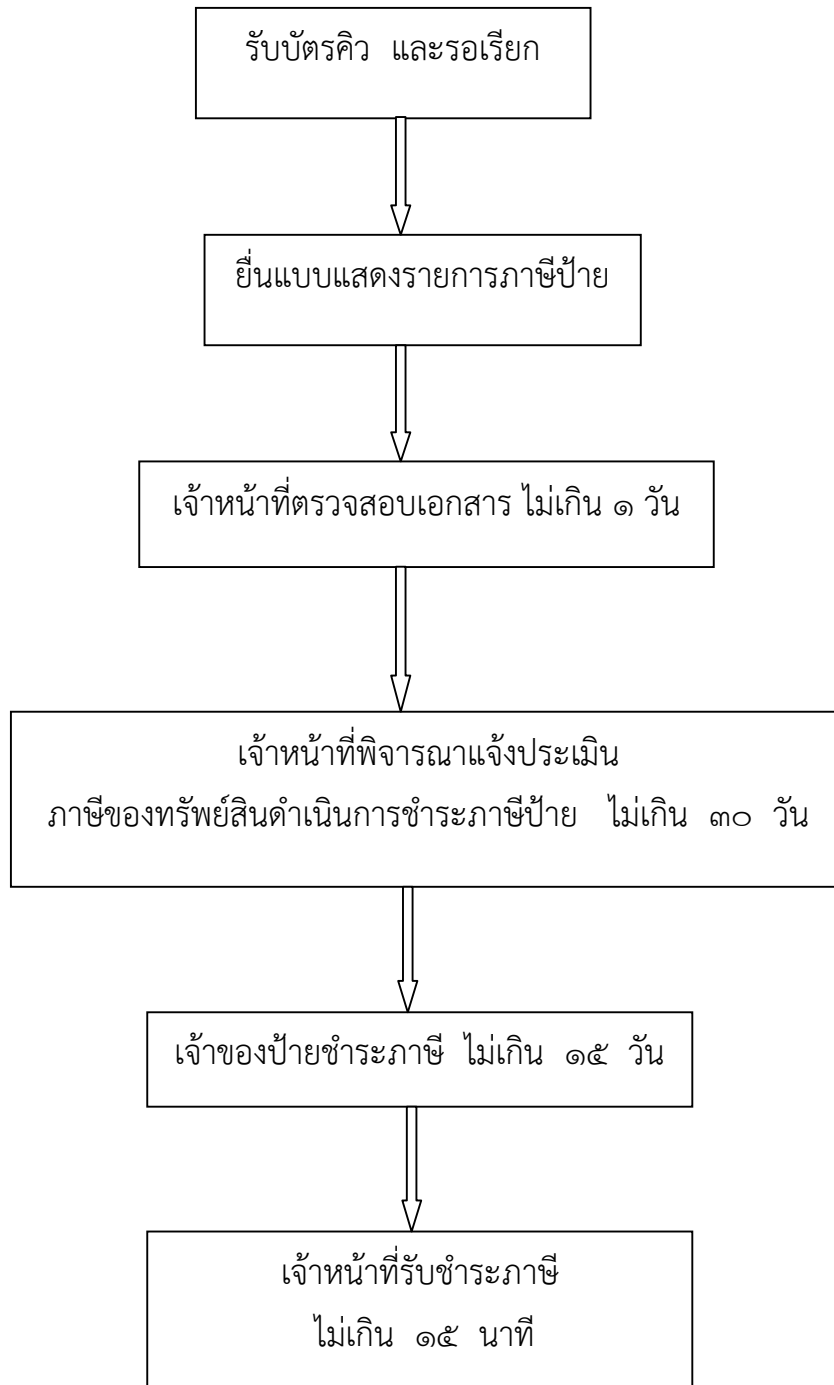 รับบัตรคิว และรอเรียก
ยื่นแบบแสดงรายการภาษีป้าย
เจ้าหน้าที่ตรวจสอบเอกสาร ไม่เกิน ๑ วัน
เจ้าหน้าที่พิจารณาแจ้งประเมิน
ภาษีของทรัพย์สินดำเนินการชำระภาษีป้าย ไม่เกิน ๓๐ วัน
เจ้าของป้ายชำระภาษี ไม่เกิน ๑๕ วัน
เจ้าหน้าที่รับชำระภาษี
ไม่เกิน ๑๕ นาที